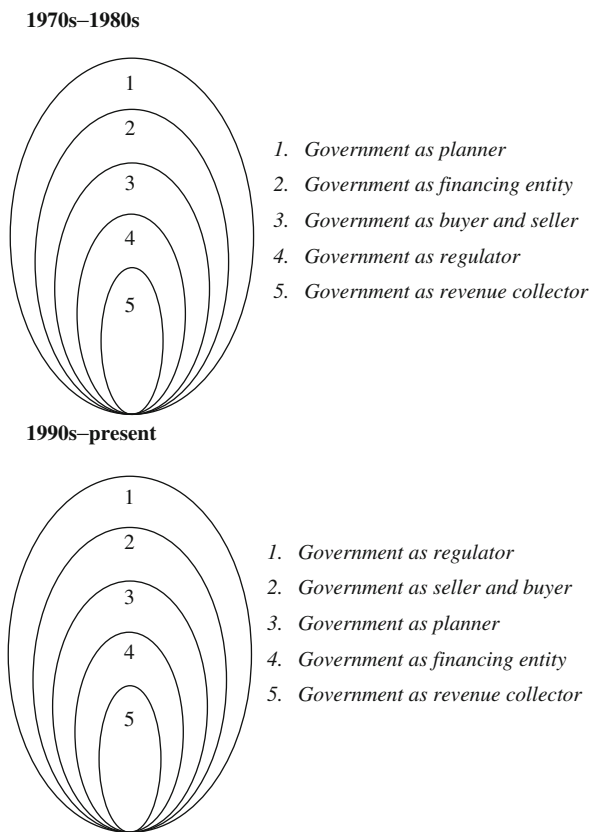 1970s–1980s
1
2
3
4
5
1. Government as planner
2. Government as financing entity
3. Government as buyer and seller
4. Government as regulator
5. Government as revenue collector
1990s–present
1
2
3
4
5
1. Government as regulator
2. Government as seller and buyer
3. Government as planner
4. Government as financing entity
5. Government as revenue collector